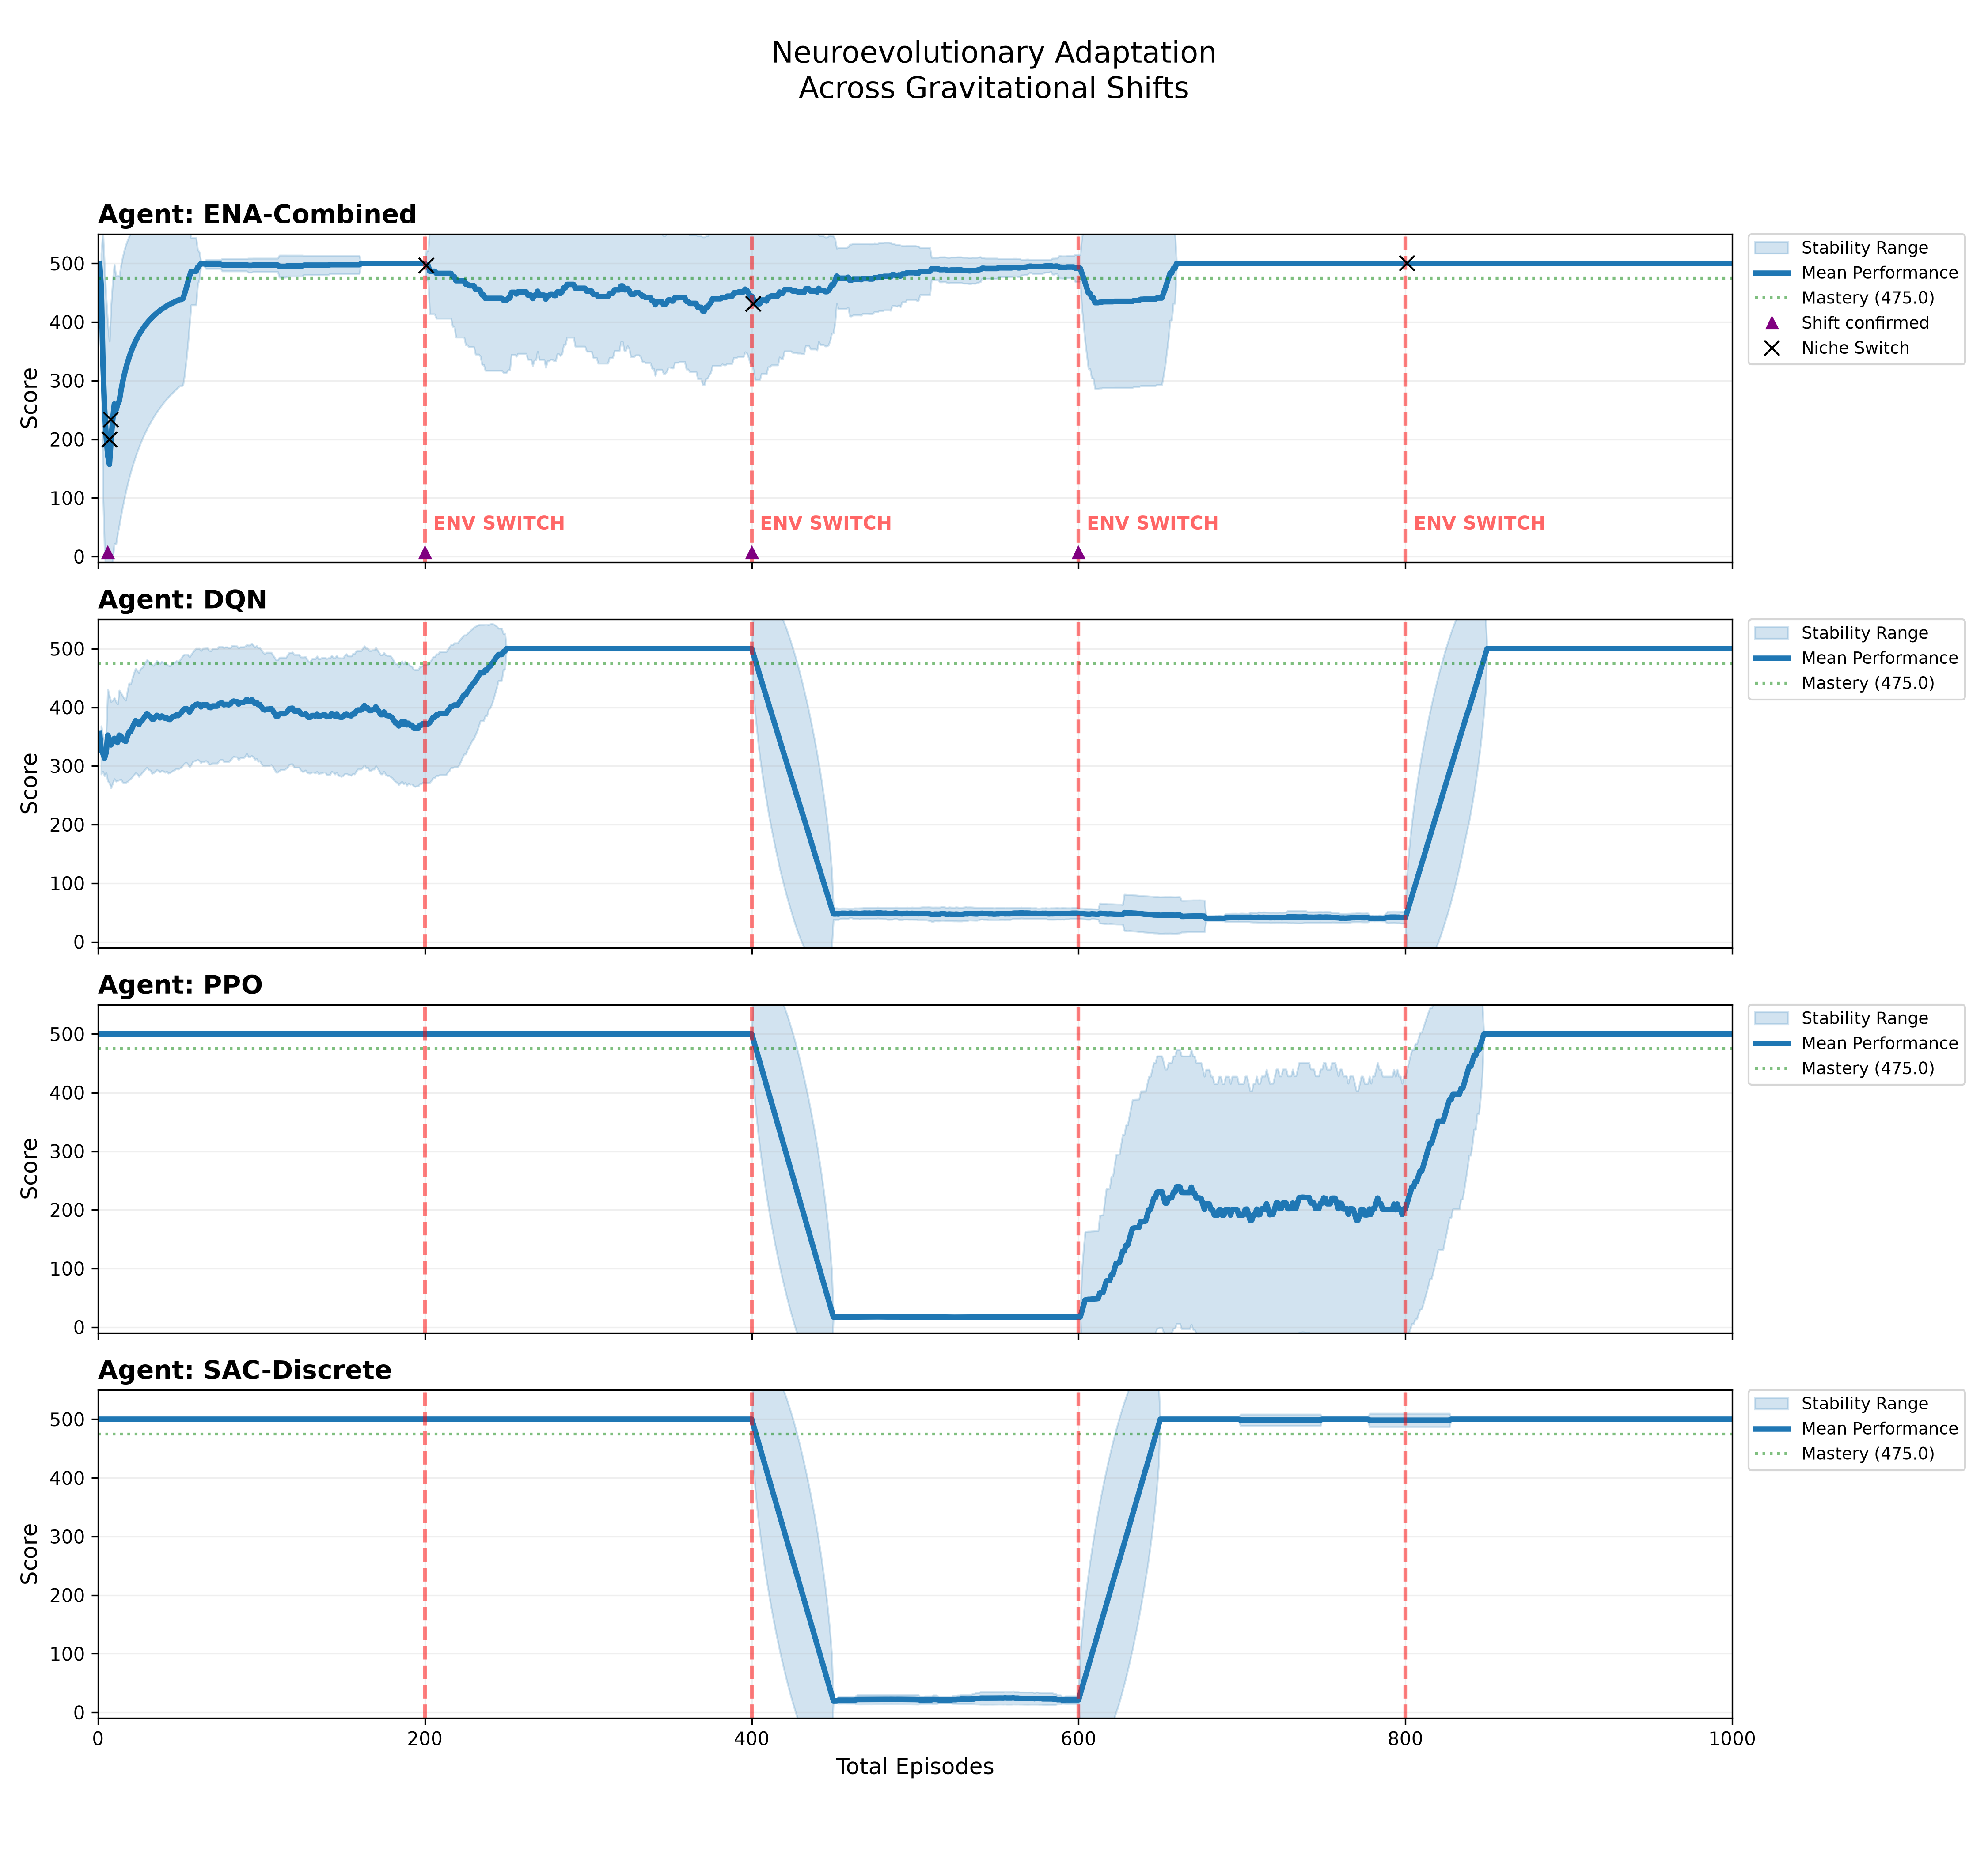 Neuroevolutionary Adaptation
Across Gravitational Shifts
Agent: ENA-Combined
Score
500
400
300
200
100
0
ENV SWITCH
ENV SWITCH
ENV SWITCH
ENV SWITCH
Stability Range
Mean Performance
Mastery (475.0)
Shift confirmed
Niche Switch
Agent: DQN
Score
500
400
300
200
100
0
Stability Range
Mean Performance
Mastery (475.0)
Agent: PPO
Score
500
400
300
200
100
0
Stability Range
Mean Performance
Mastery (475.0)
Agent: SAC-Discrete
Score
500
400
300
200
100
0
Stability Range
Mean Performance
Mastery (475.0)
0 200 400 600 800 1000
Total Episodes